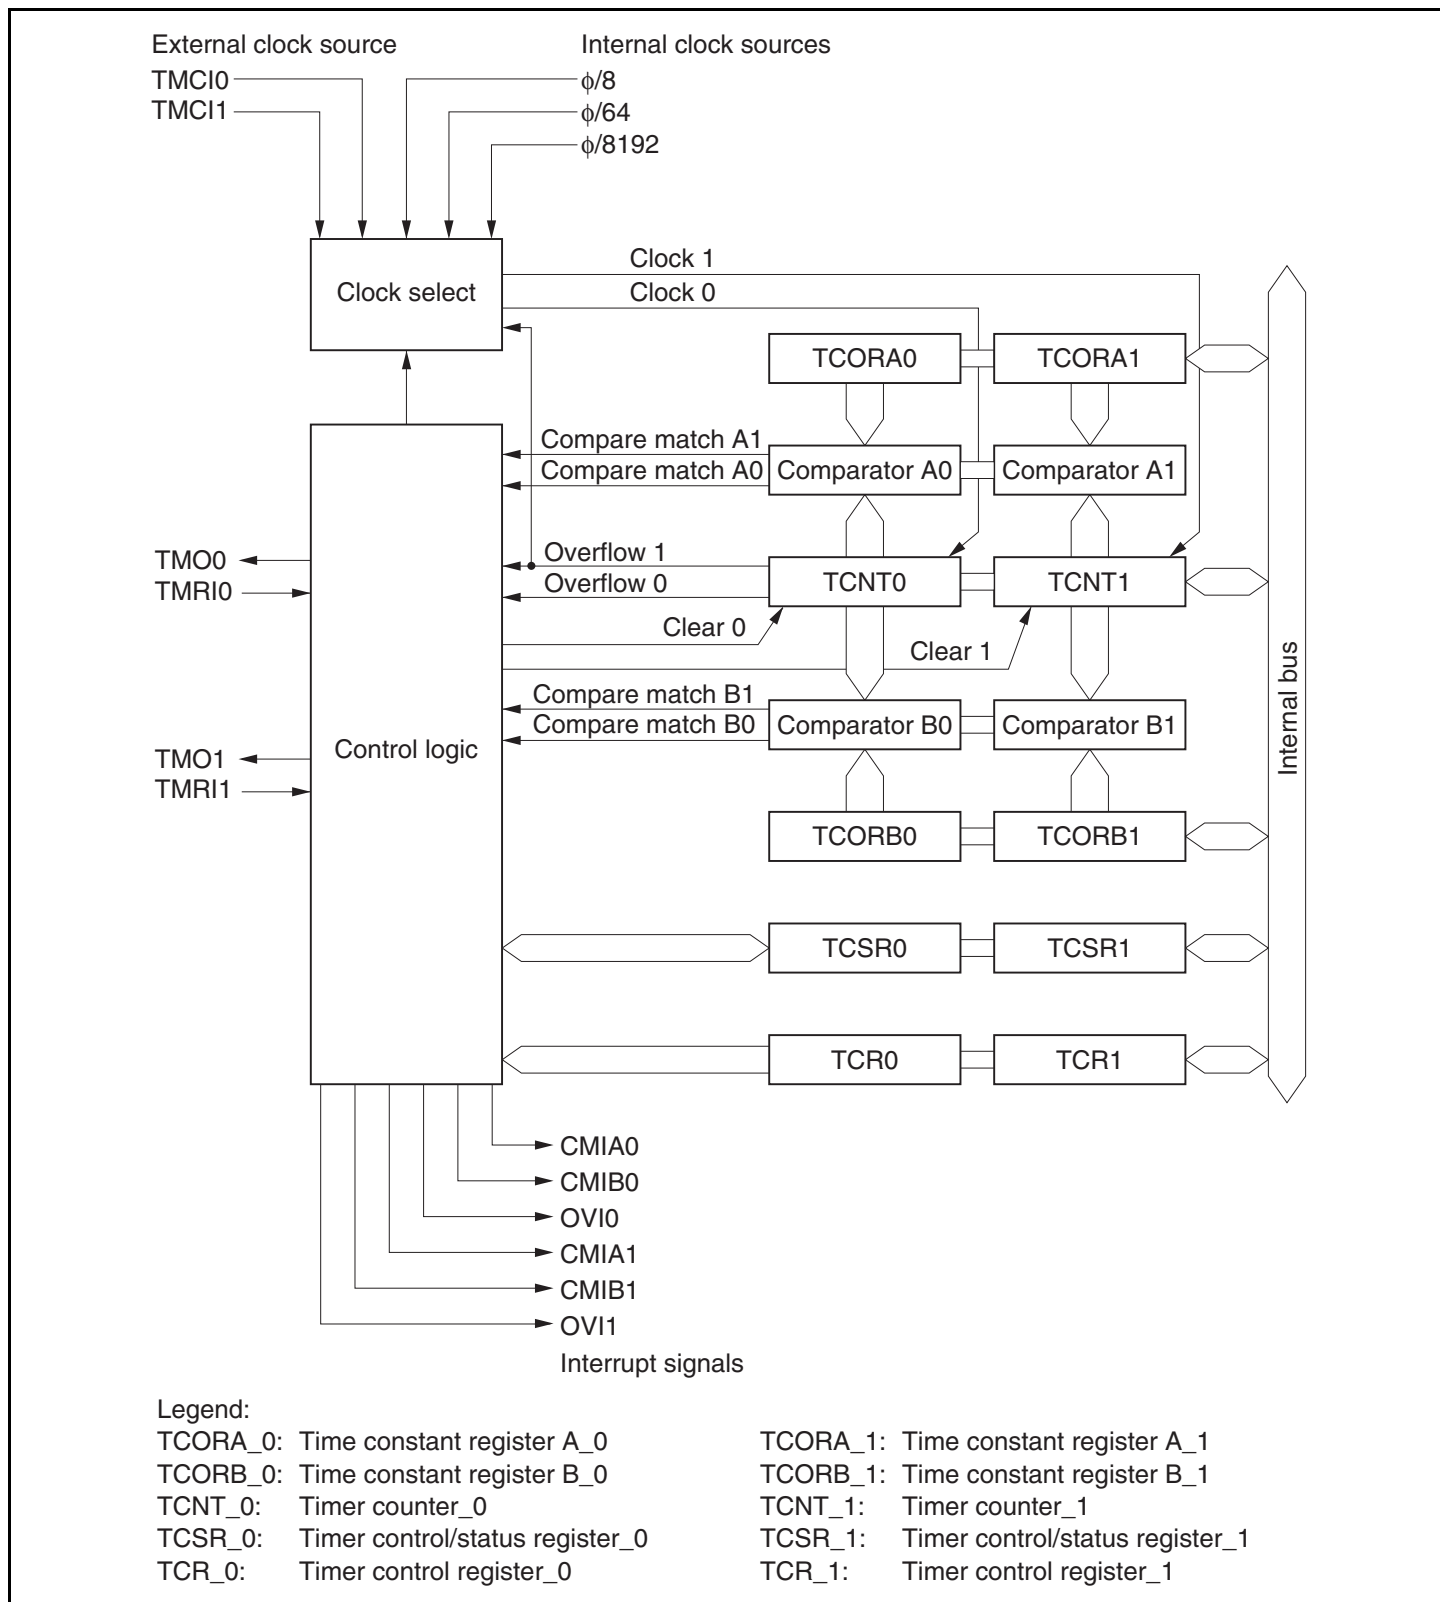 External clock source
Internal clock sources
TMCI0
ϕ/8
TMCI1
ϕ/64
ϕ/8192
Clock select
Clock 1
Clock 0
TCORA0
TCORA1
Compare match A1
Compare match A0
Comparator A0
Comparator A1
TMO0
TMRI0
Overflow 1
Overflow 0
TCNT0
TCNT1
Clear 0
Clear 1
Internal bus
Compare match B1
Compare match B0
Comparator B0
Comparator B1
Control logic
TMO1
TMRI1
TCORB0
TCORB1
TCSR0
TCSR1
TCR0
TCR1
CMIA0
CMIB0
OVI0
CMIA1
CMIB1
OVI1
Interrupt signals
Legend:
TCORA_0: Time constant register A_0
TCORB_0: Time constant register B_0
TCNT_0: Timer counter_0
TCSR_0: Timer control/status register_0
TCR_0: Timer control register_0
TCORA_1: Time constant register A_1
TCORB_1: Time constant register B_1
TCNT_1: Timer counter_1
TCSR_1: Timer control/status register_1
TCR_1: Timer control register_1